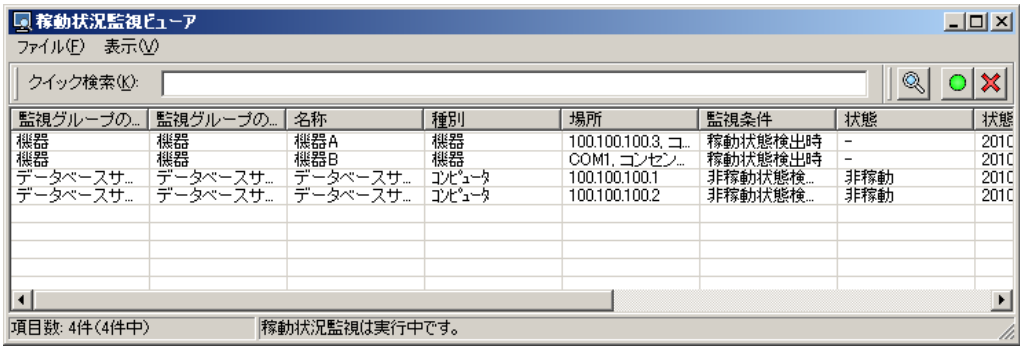 稼動状況監視ビューア
ファイル(F) 表示(V)
クイック検索(K):
監視グループの... 監視グループの... 名称 種別 場所 監視条件 状態 状態
機器 機器 機器A 機器 100.100.100.3, コ... 稼動状態検出時 - 2010
機器 機器 機器B 機器 COM1, コンセン... 稼動状態検出時 - 2010
データベースサ... データベースサ... データベースサ... コンピュータ 100.100.100.1 非稼動状態検... 非稼動 2010
データベースサ... データベースサ... データベースサ... コンピュータ 100.100.100.2 非稼動状態検... 非稼動 2010
項目数: 4件(4件中) 稼動状況監視は実行中です。